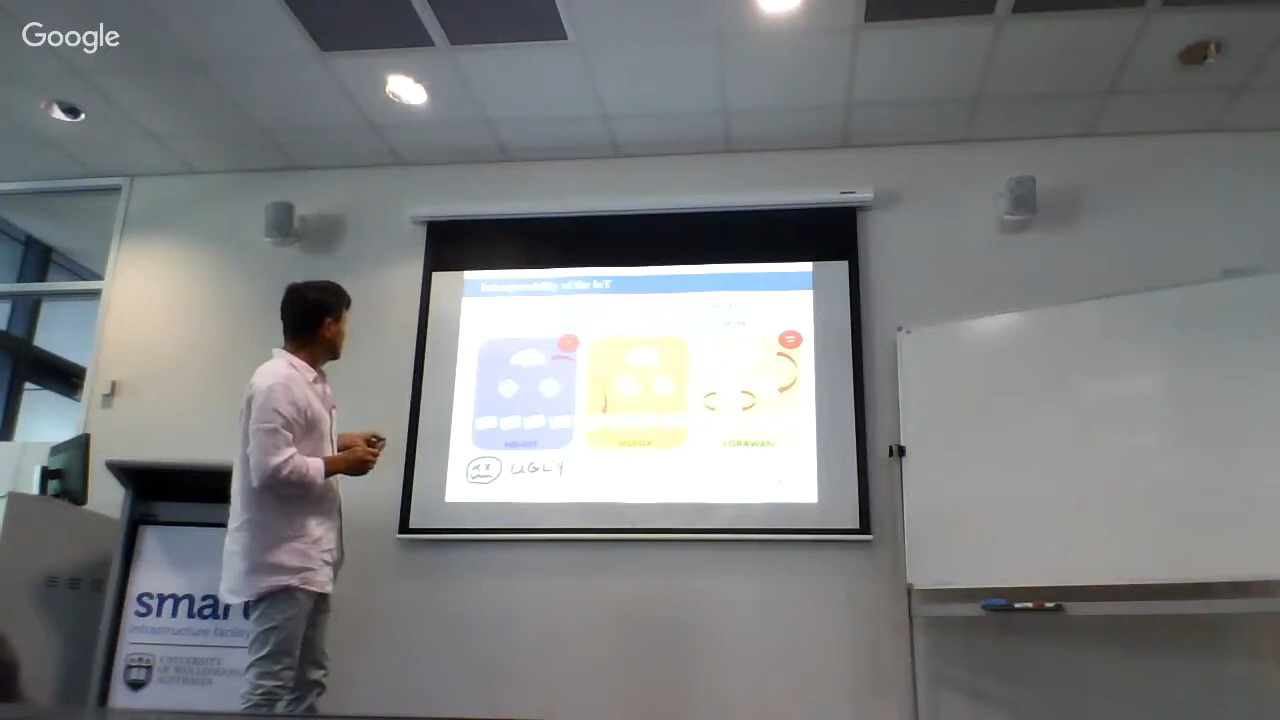 Google
Interoperability of the IoT
NB-IOT
SIGFOX
LORAWAN
UGLY
smart
infrastructure facility
UNIVERSITY
OF WOLLONGONG
AUSTRALIA